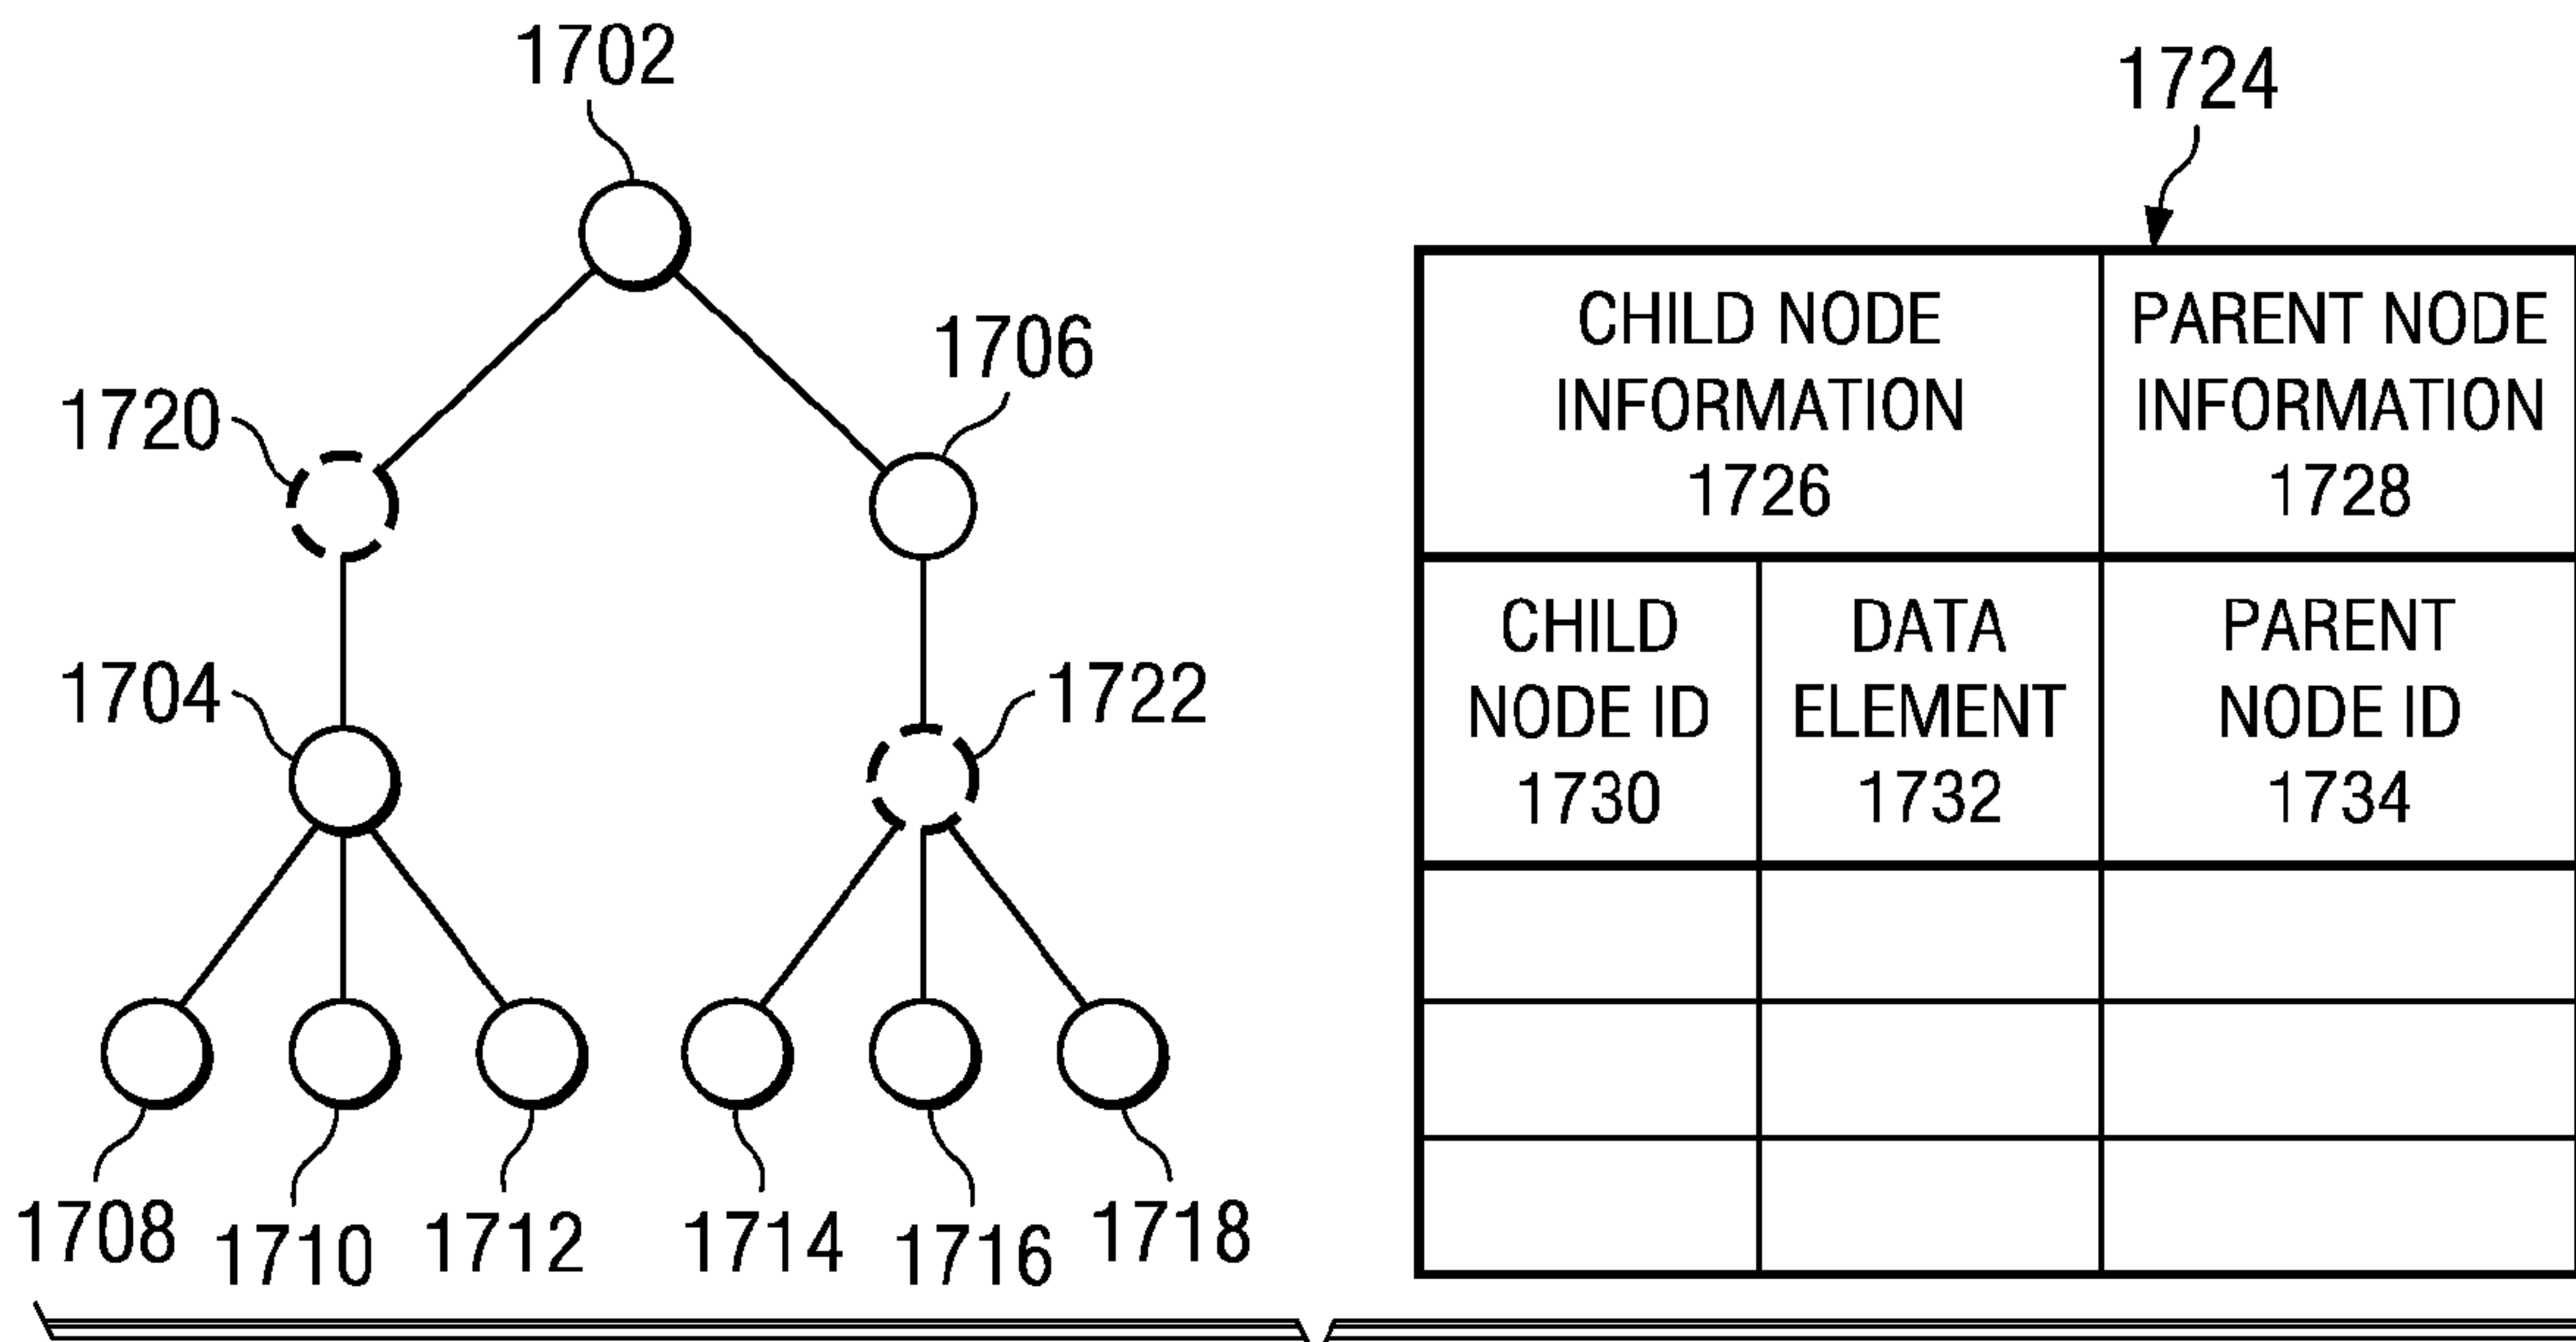 1702
1706
1720
1704
1722
1708
1710
1712
1714
1716
1718
1724
CHILD NODE
INFORMATION
1726
PARENT NODE
INFORMATION
1728
CHILD
NODE ID
1730
DATA
ELEMENT
1732
PARENT
NODE ID
1734